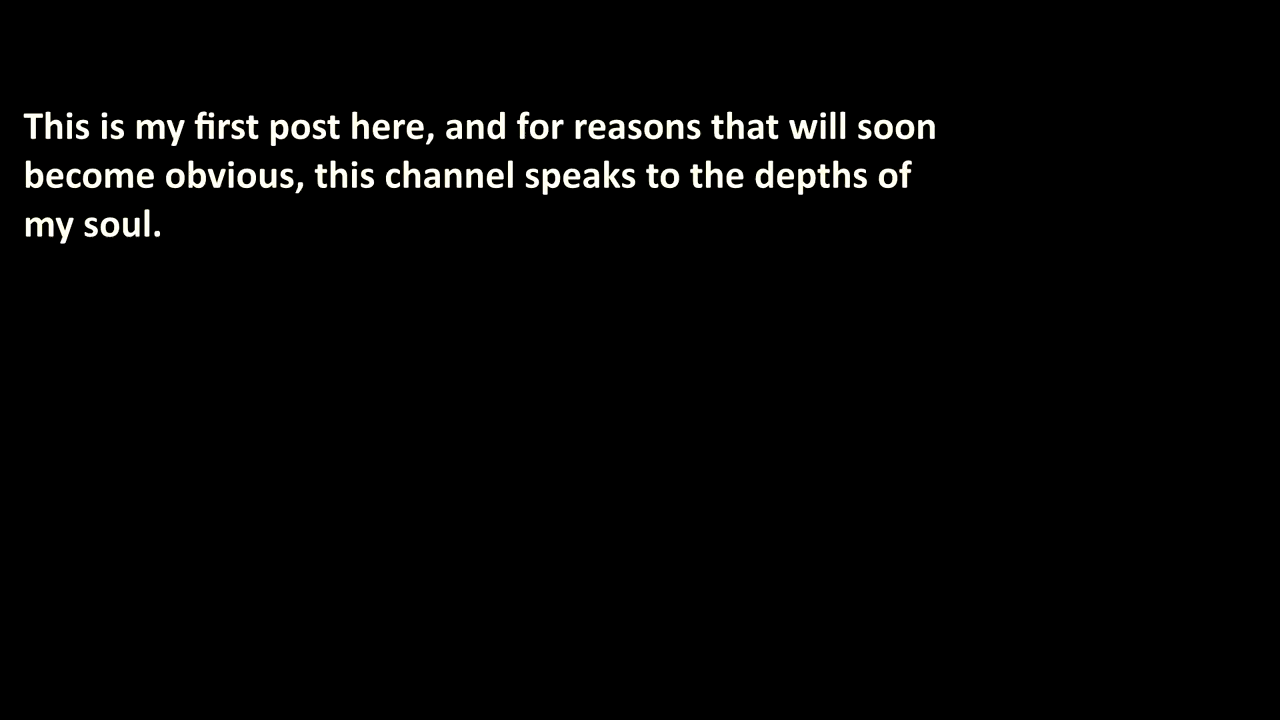 This is my first post here, and for reasons that will soon
become obvious, this channel speaks to the depths of
my soul.